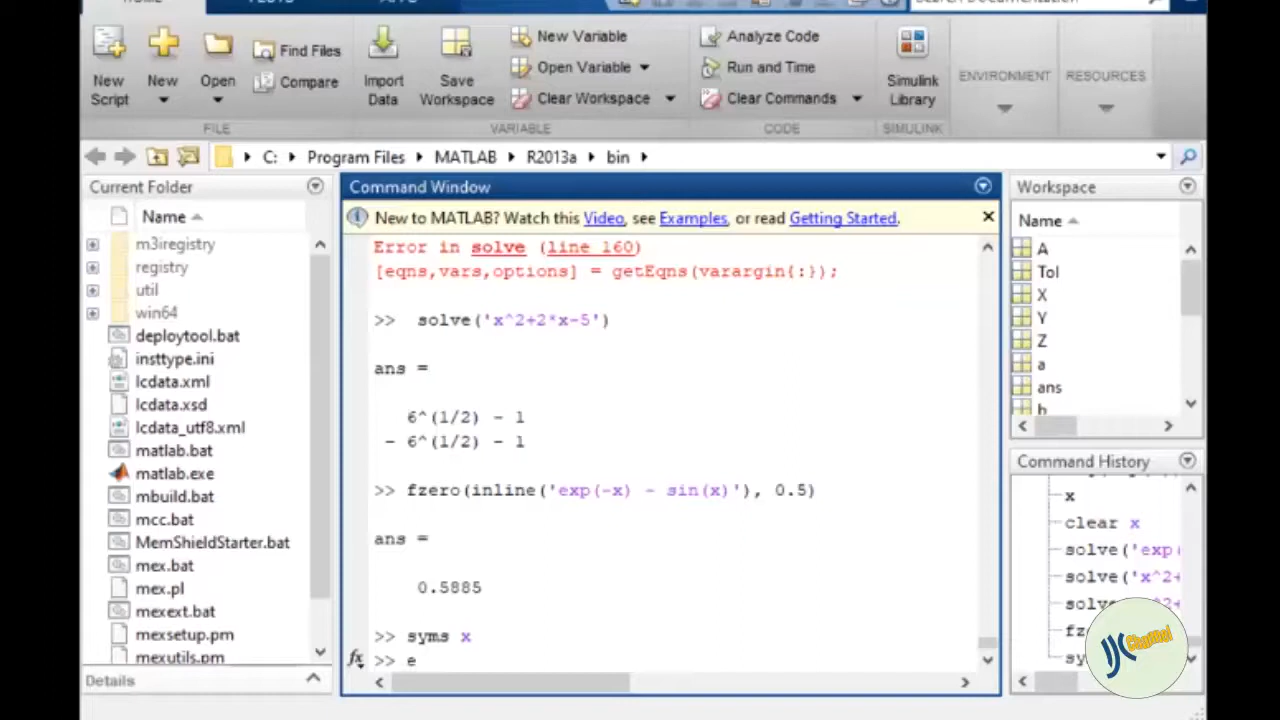 HOME
New Script
New
Open
Find Files
Compare
Import Data
Save Workspace
New Variable
Open Variable
Clear Workspace
Analyze Code
Run and Time
Clear Commands
Simulink Library
ENVIRONMENT
RESOURCES
FILE
VARIABLE
CODE
SIMULINK
C: Program Files MATLAB R2013a bin
Current Folder
Name
m3iregistry
registry
util
win64
deploytool.bat
insttype.ini
lcdata.xml
lcdata.xsd
lcdata_utf8.xml
matlab.bat
matlab.exe
mbuild.bat
mcc.bat
MemShieldStarter.bat
mex.bat
mex.pl
mexext.bat
mexsetup.pm
mexutils.pm
Details
Command Window
New to MATLAB? Watch this Video, see Examples, or read Getting Started.
Error in solve (line 160)
[eqns,vars,options] = getEqns(varargin{:});
>> solve('x^2+2*x-5')
ans =
6^(1/2) - 1
- 6^(1/2) - 1
>> fzero(inline('exp(-x) - sin(x)'), 0.5)
ans =
0.5885
>> syms x
fx >> e
Workspace
Name
A
Tol
X
Y
Z
a
ans
b
Command History
x
clear x
solve('exp(
solve('x^2+
solv
fz
sy
Channel